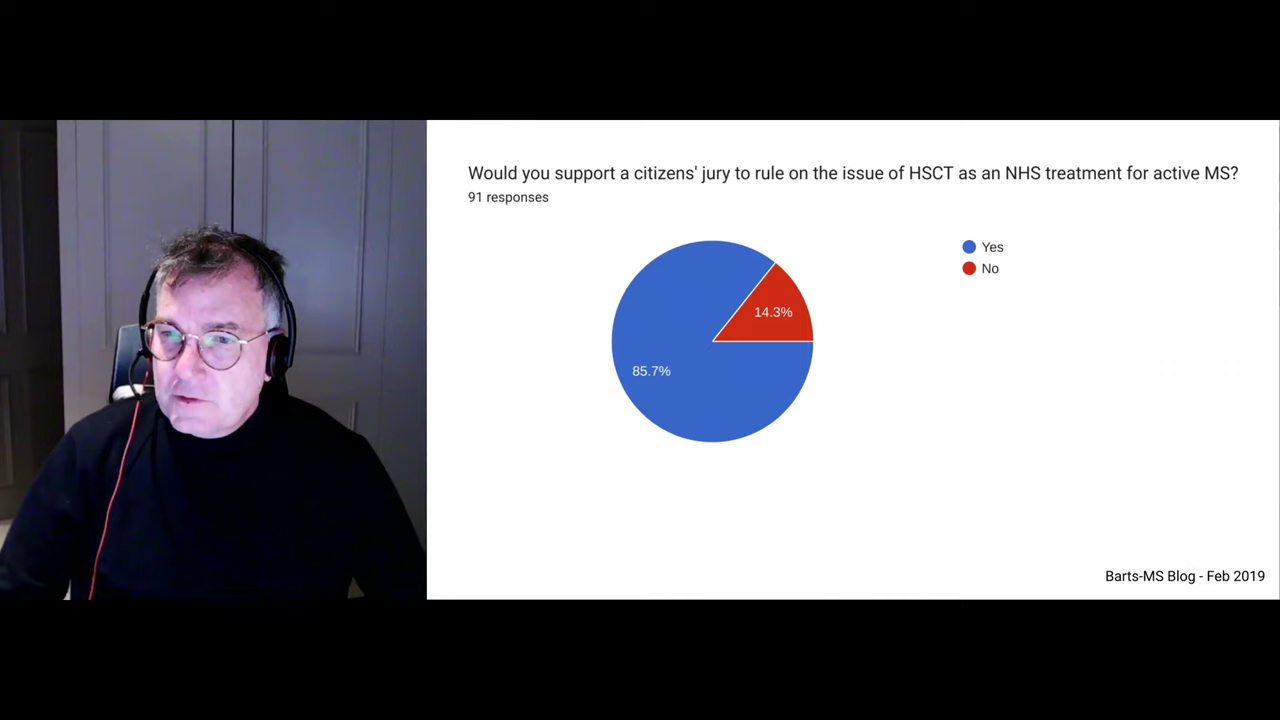 Would you support a citizens' jury to rule on the issue of HSCT as an NHS treatment for active MS?
91 responses
Yes
No
14.3%
85.7%
Barts-MS Blog - Feb 2019